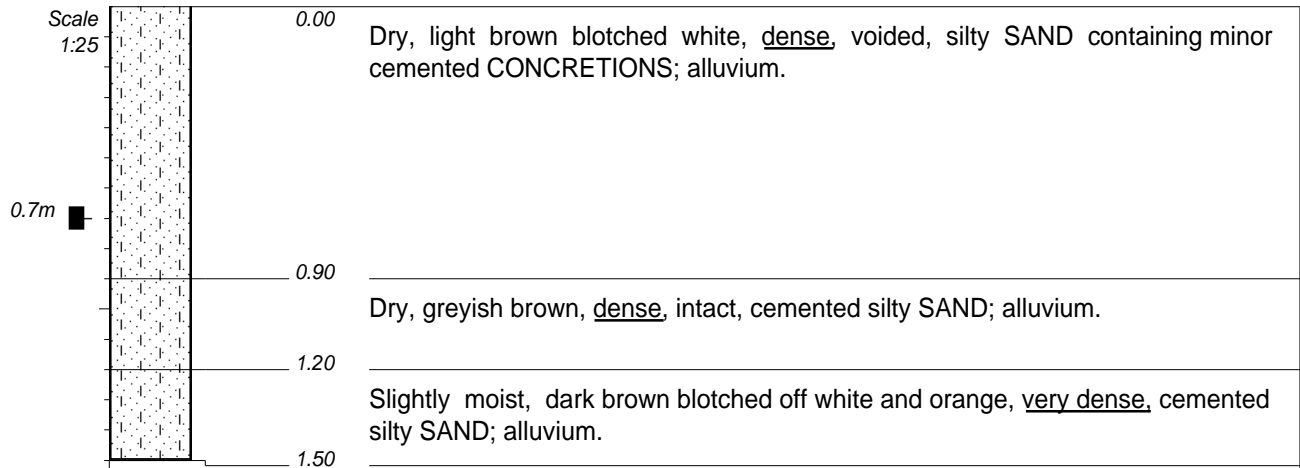 Scale
1:25
0.00
Dry, light brown blotched white, dense, voided, silty SAND containing minor
cemented CONCRETIONS; alluvium.
0.7m
0.90
Dry, greyish brown, dense, intact, cemented silty SAND; alluvium.
1.20
Slightly moist, dark brown blotched off white and orange, very dense, cemented
silty SAND; alluvium.
1.50